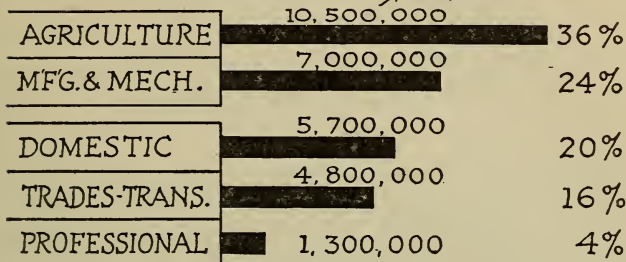 10,500,000
AGRICULTURE 36%
7,000,000
MFG. & MECH. 24%
5,700,000
DOMESTIC 20%
4,800,000
TRADES-TRANS. 16%
PROFESSIONAL 1,300,000 4%